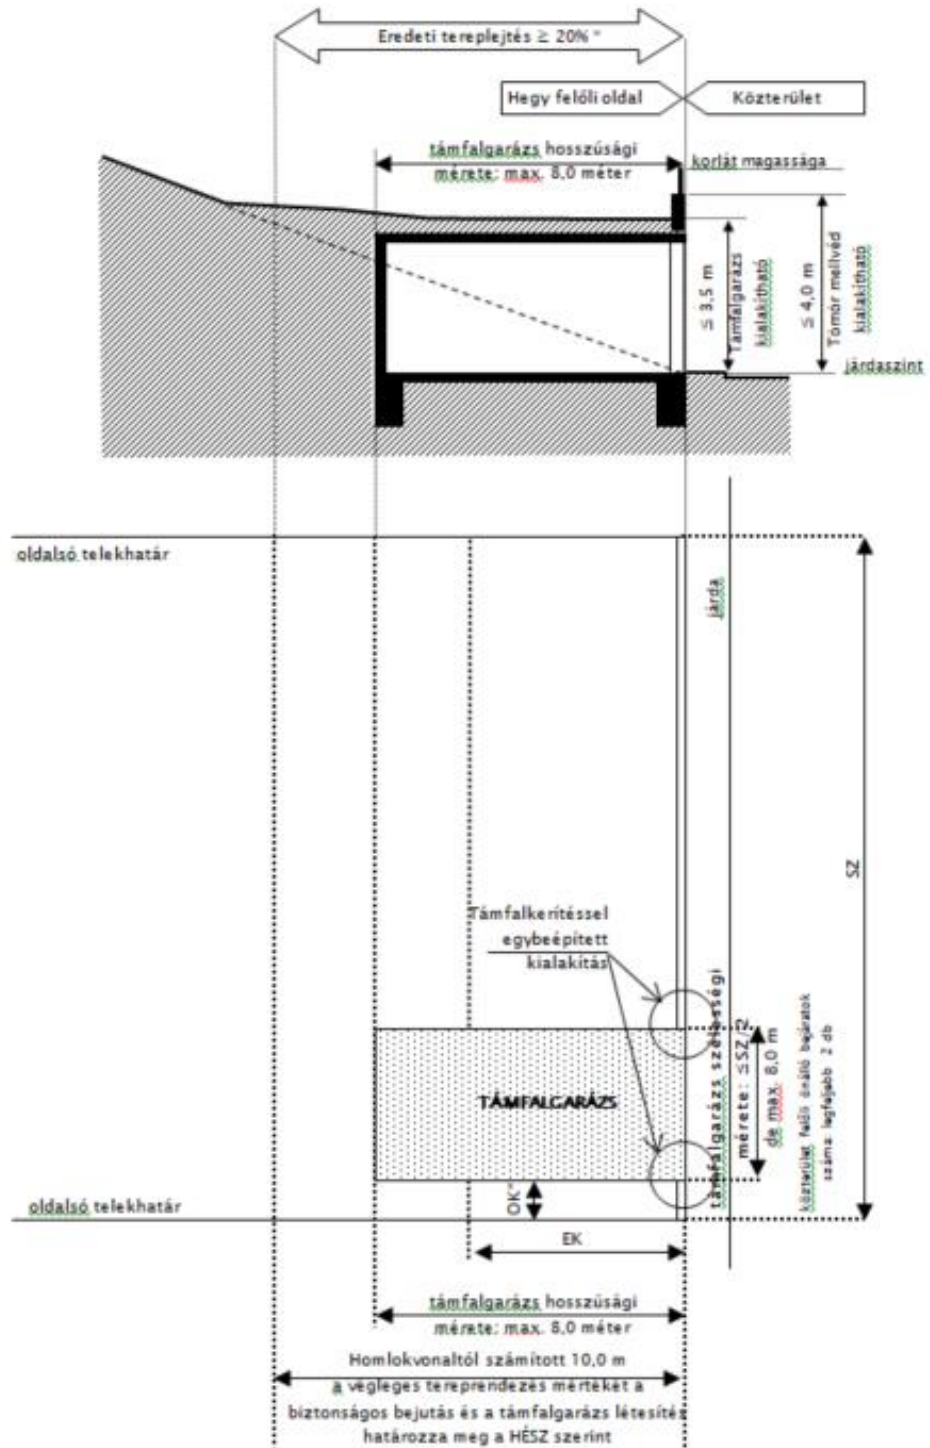 Eredeti tereplejtés ≥ 20% *
Hegy felőli oldal
Közterület
támfalgarázs hosszúsági
mérete: max. 8,0 méter
korlát magassága
≤ 3,5 m
Támfalgarázs
kialakítható
≤ 4,0 m
Tömör mellvéd
kialakítható
járdaszint
oldalsó telekhatár
járda
SZ
Támfalkerítéssel
egybeépített
kialakítás
TÁMFALGARÁZS
támfalgarázs szélességi
mérete: ≤SZ/2
de max. 8,0 m
közterület felőli önálló bejáratok
száma legfeljebb 2 db
OK*
oldalsó telekhatár
EK
támfalgarázs hosszúsági
mérete: max. 8,0 méter
Homlokvonaltól számított 10,0 m
a végleges tereprendezés mértékét a
biztonságos bejutás és a támfalgarázs létesítés
határozza meg a HÉSZ szerint